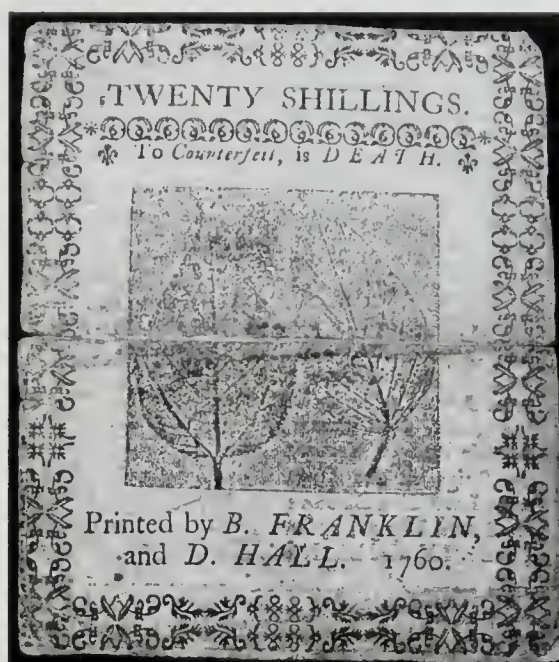 TWENTY SHILLINGS.
To Counterfeit, is DEATH.
Printed by B. FRANKLIN,
and D. HALL. 1760.